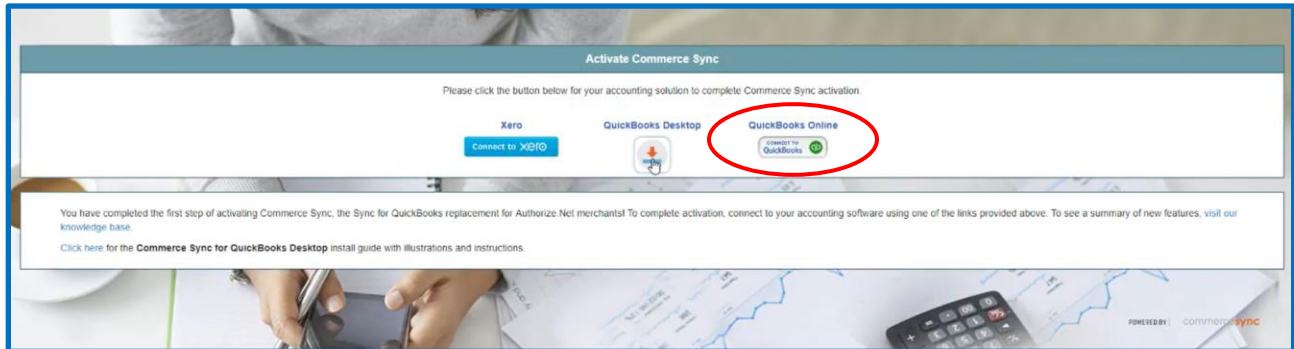 Activate Commerce Sync
Please click the button below for your accounting solution to complete Commerce Sync activation.
Xero
QuickBooks Desktop
QuickBooks Online
Connect to xero
CONNECT TO
QuickBooks
You have completed the first step of activating Commerce Sync, the Sync for QuickBooks replacement for Authorize.Net merchants! To complete activation, connect to your accounting software using one of the links provided above. To see a summary of new features, visit our
knowledge base.
Click here for the Commerce Sync for QuickBooks Desktop install guide with illustrations and instructions.
POWERED BY commercesync